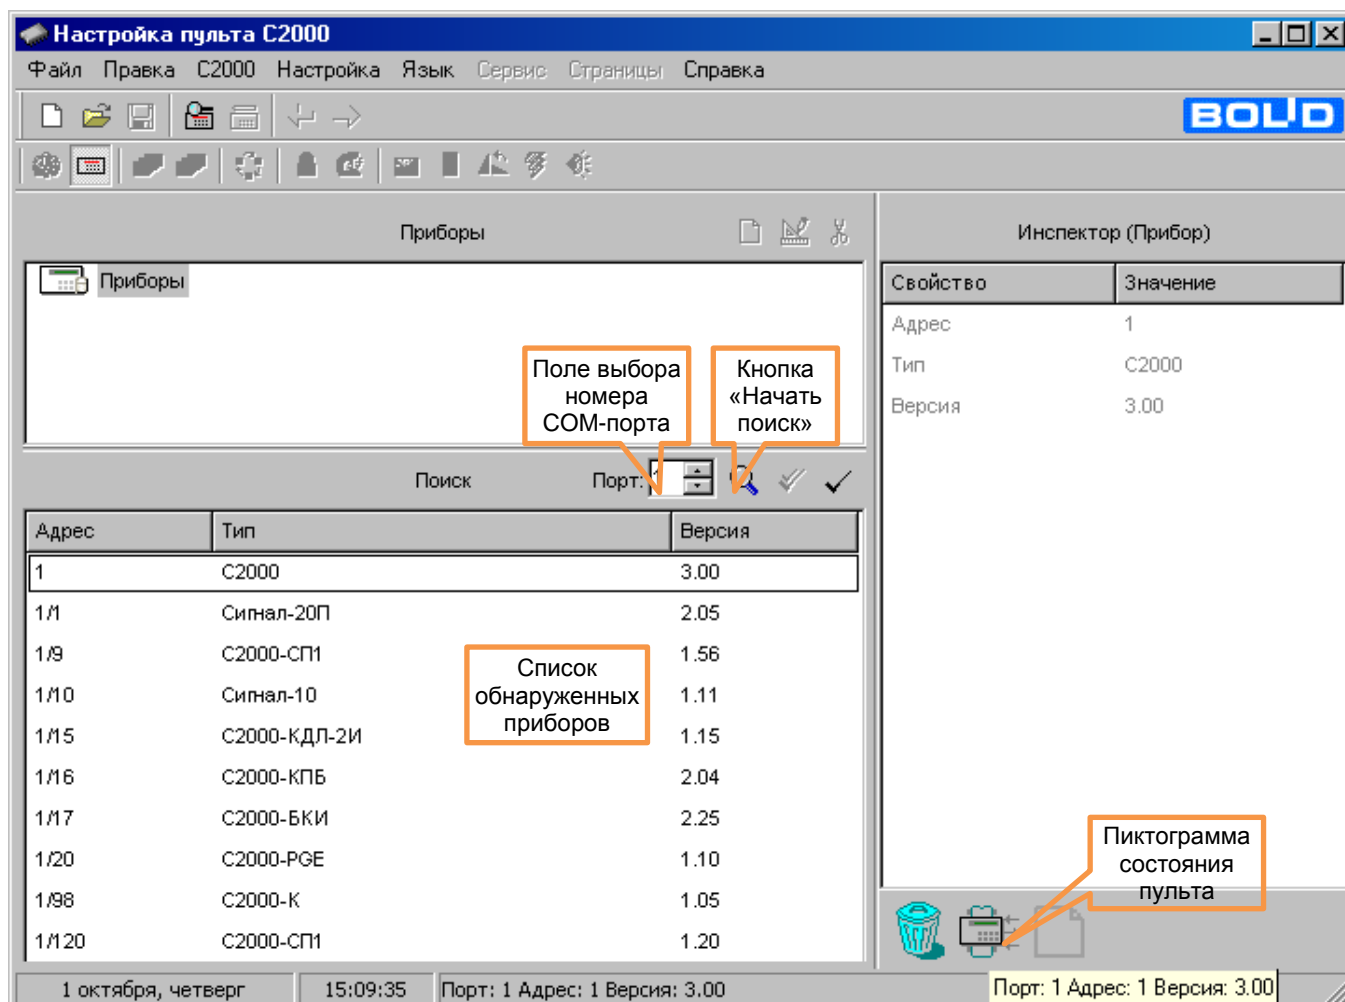 Настройка пульта С2000
Файл Правка С2000 Настройка Язык Сервис Страницы Справка
BOLID
Приборы
Инспектор (Прибор)
Приборы
Свойство Значение
Адрес 1
Тип С2000
Версия 3.00
Поле выбора
номера
COM-порта
Кнопка
«Начать
поиск»
Поиск Порт: 1
Адрес Тип Версия
1 С2000 3.00
1/1 Сигнал-20П 2.05
1/9 С2000-СП1 1.56
1/10 Сигнал-10 1.11
1/15 С2000-КДЛ-2И 1.15
1/16 С2000-КПБ 2.04
1/17 С2000-БКИ 2.25
1/20 С2000-PGE 1.10
1/98 С2000-К 1.05
1/120 С2000-СП1 1.20
Список
обнаруженных
приборов
Пиктограмма
состояния
пульта
1 октября, четверг 15:09:35 Порт: 1 Адрес: 1 Версия: 3.00
Порт: 1 Адрес: 1 Версия: 3.00